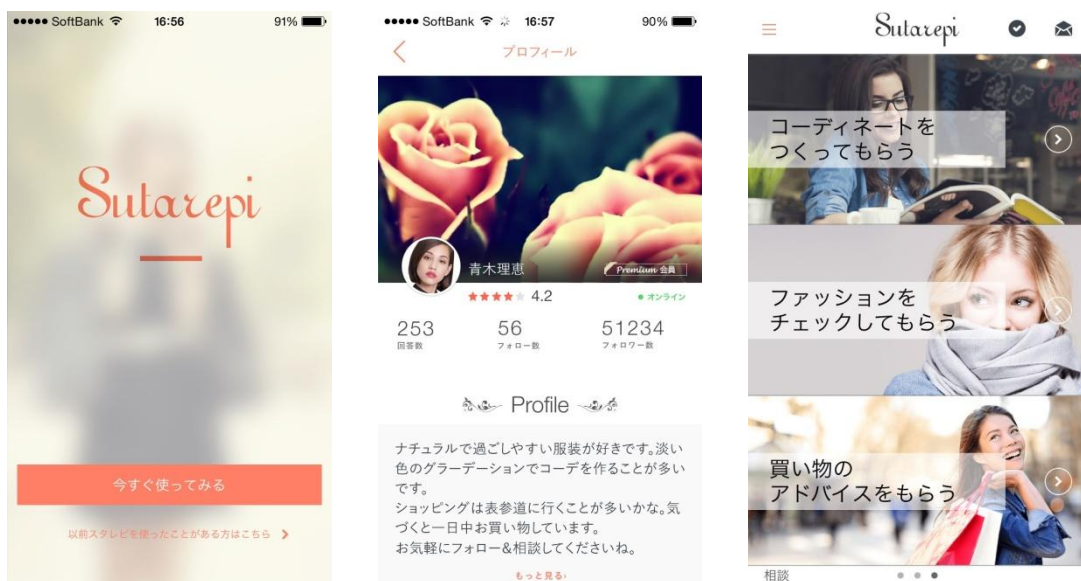 SoftBank 16:56 91%
Sutarepi
今すぐ使ってみる
以前スタレピを使ったことがある方はこちら
SoftBank 16:57 90%
プロフィール
青木理恵
Premium 会員
4.2
オンライン
253 56 51234
回答数 フォロー数 フォロワー数
Profile
ナチュラルで過ごしやすい服装が好きです。淡い
色のグラーデーションでコーデを作ることが多い
です。
ショッピングは表参道に行くことが多いかな。気
づくと一日中お買い物しています。
お気軽にフォロー&相談してくださいね。
もっと見る
Sutarepi
コーディネートを
つくってもらう
ファッションを
チェックしてもらう
買い物の
アドバイスをもらう
相談